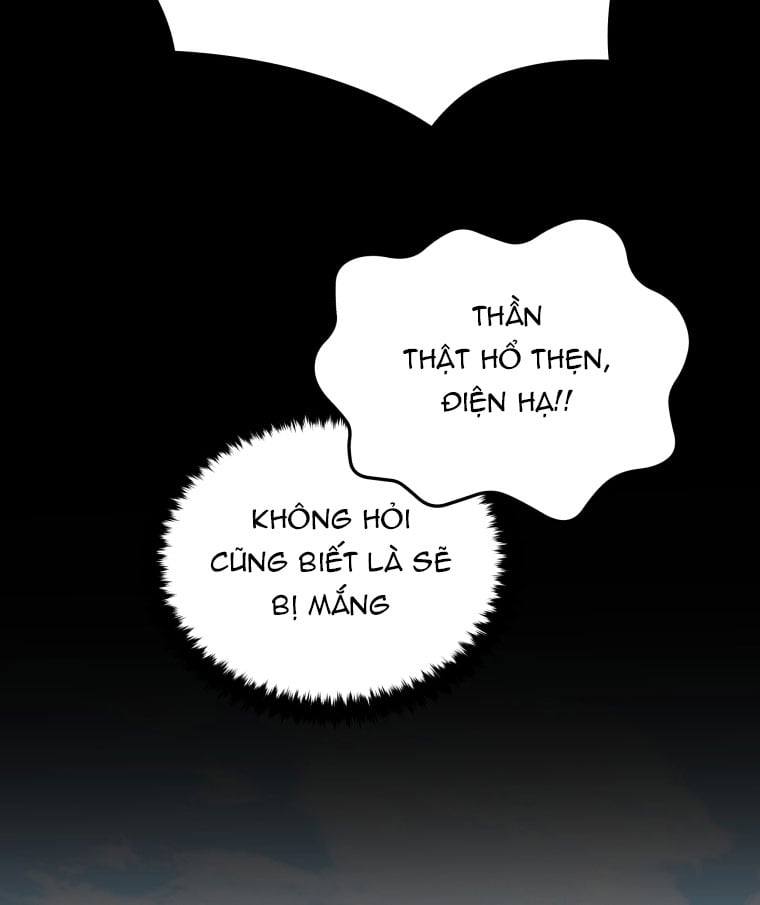 THẦN
THẬT HỔ THẸN,
ĐIỆN HẠ!!
KHÔNG HỎI
CŨNG BIẾT LÀ SẼ
BỊ MẮNG